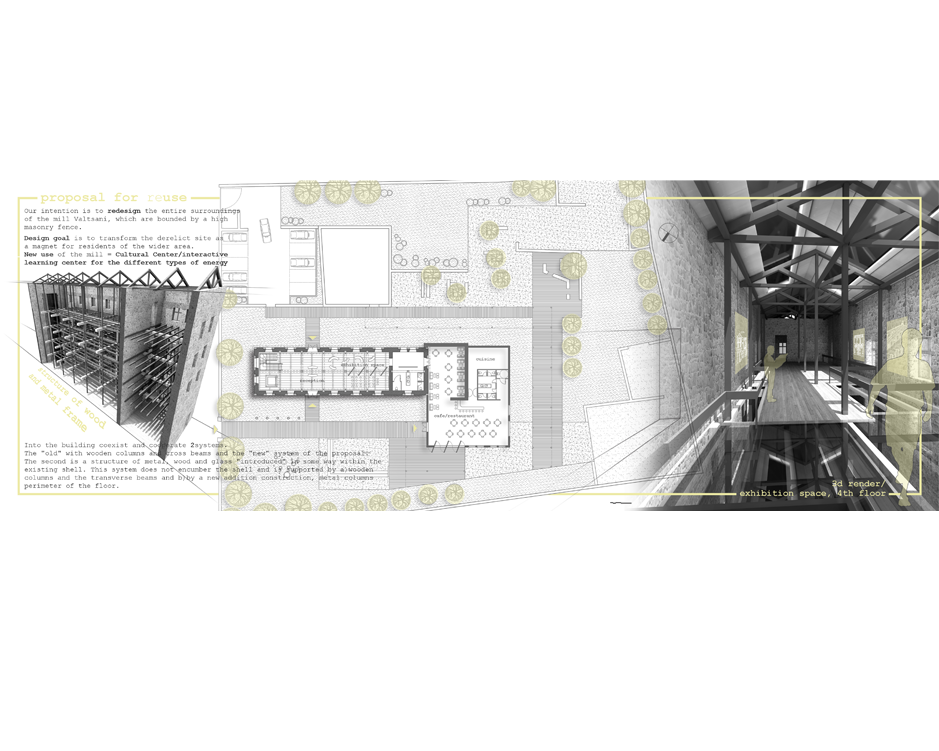 proposal for reuse
Our intention is to redesign the entire surroundings
of the mill Valtsami, which are bounded by a high
masonry fence.
Design goal is to transform the derelict site as
a magnet for residents of the wider area.
New use of the mill = Cultural Center/interactive
learning center for the different types of energy
structure of wood
and metal frame
Into the building coexist and cooperate 2systems.
The "old" with wooden columns and cross beams and the "new" system of the proposal.
The second is a structure of metal, wood and glass "introduced" in some way within the
existing shell. This system does not encumber the shell and is supported by a)wooden
columns and the transverse beams and b)by a new addition construction, metal columns
perimeter of the floor.
exhibition space
cafe/restaurant
3d render/
exhibition space, 4th floor